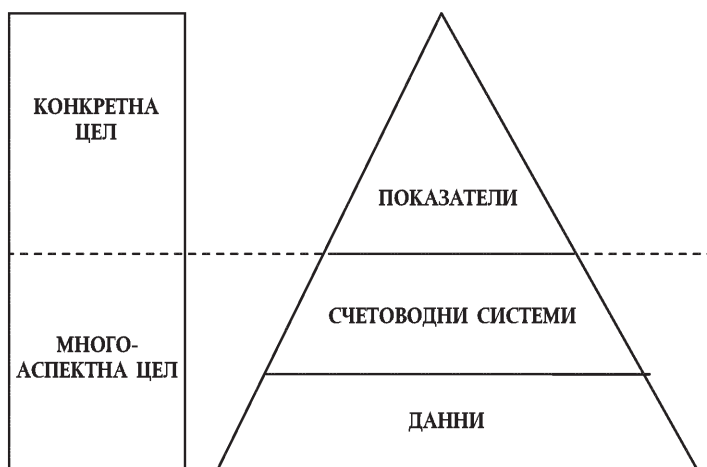 КОНКРЕТНА
ЦЕЛ
ПОКАЗАТЕЛИ
СЧЕТОВОДНИ СИСТЕМИ
МНОГО-
АСПЕКТНА ЦЕЛ
ДАННИ